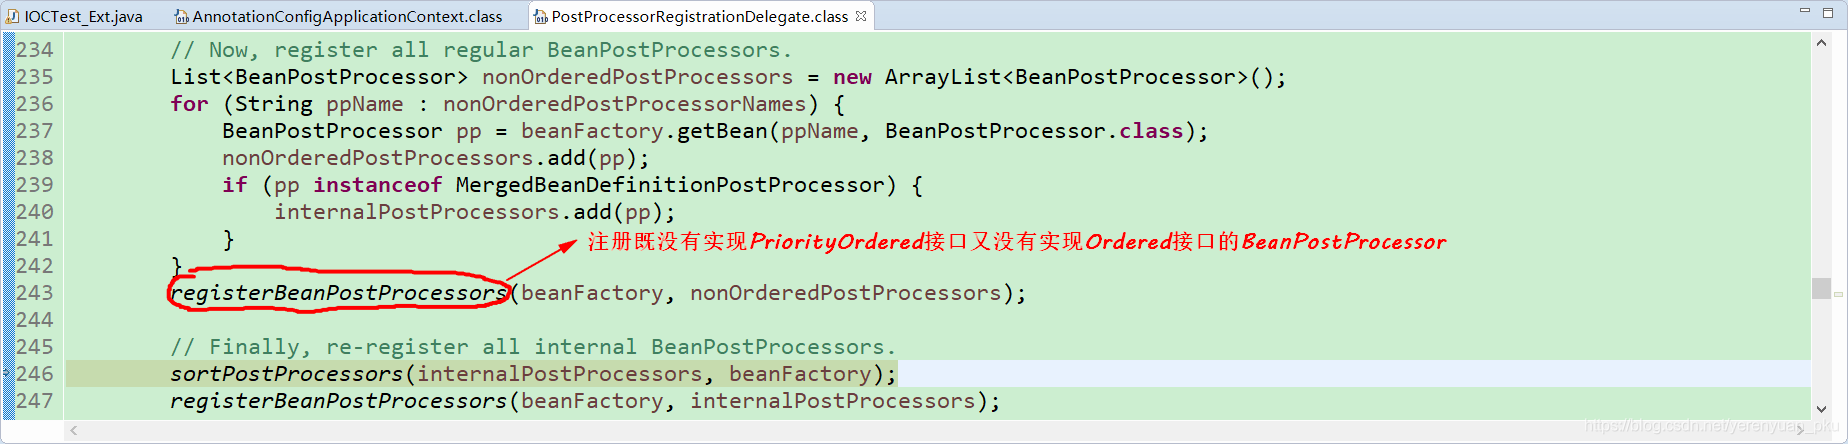 IOCTest_Ext.java AnnotationConfigApplicationContext.class PostProcessorRegistrationDelegate.class
234 // Now, register all regular BeanPostProcessors.
235 List<BeanPostProcessor> nonOrderedPostProcessors = new ArrayList<BeanPostProcessor>();
236 for (String ppName : nonOrderedPostProcessorNames) {
237 BeanPostProcessor pp = beanFactory.getBean(ppName, BeanPostProcessor.class);
238 nonOrderedPostProcessors.add(pp);
239 if (pp instanceof MergedBeanDefinitionPostProcessor) {
240 internalPostProcessors.add(pp);
241 }
注册既没有实现PriorityOrdered接口又没有实现Ordered接口的BeanPostProcessor
242 }
243 registerBeanPostProcessors(beanFactory, nonOrderedPostProcessors);
244
245 // Finally, re-register all internal BeanPostProcessors.
246 sortPostProcessors(internalPostProcessors, beanFactory);
247 registerBeanPostProcessors(beanFactory, internalPostProcessors);
https://blog.csdn.net/yerenyuan_pku